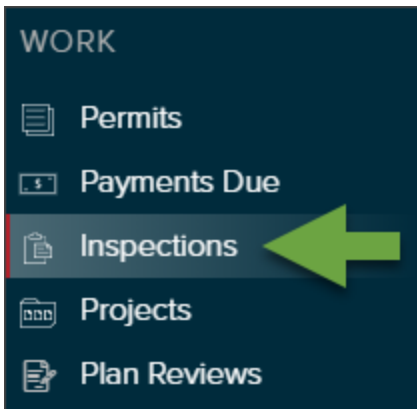 WORK
Permits
Payments Due
Inspections
Projects
Plan Reviews